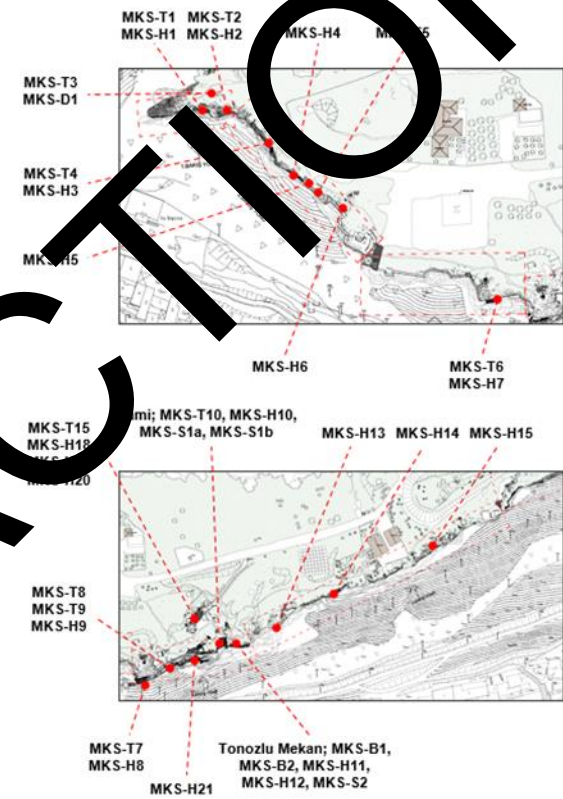 MKS-T1 MKS-T2
MKS-H1 MKS-H2
MKS-H4
MKS-T3
MKS-D1
MKS-T4
MKS-H3
MKS-H6
MKS-T6
MKS-H7
CTION
MKS-T15
MKS-H18
MKS-T10, MKS-H10,
MKS-S1a, MKS-S1b
MKS-H13 MKS-H14 MKS-H15
MKS-T8
MKS-T9
MKS-H9
MKS-T7
MKS-H8
MKS-H21
Tonozlu Mekan; MKS-B1,
MKS-B2, MKS-H11,
MKS-H12, MKS-S2